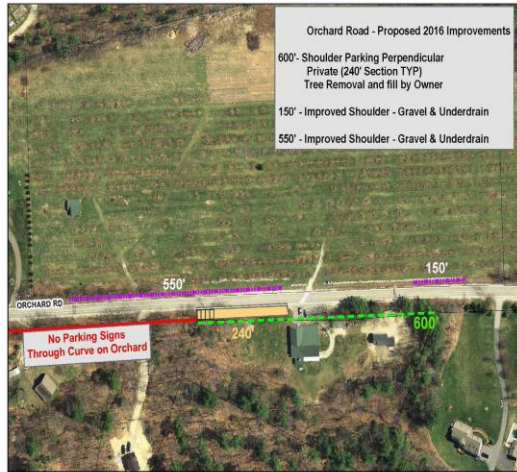 Orchard Road - Proposed 2016 Improvements
600'- Shoulder Parking Perpendicular
Private (240' Section TYP)
Tree Removal and fill by Owner
150' - Improved Shoulder - Gravel & Underdrain
550' - Improved Shoulder - Gravel & Underdrain
150'
550'
ORCHARD RD
No Parking Signs
Through Curve on Orchard
240'
600'